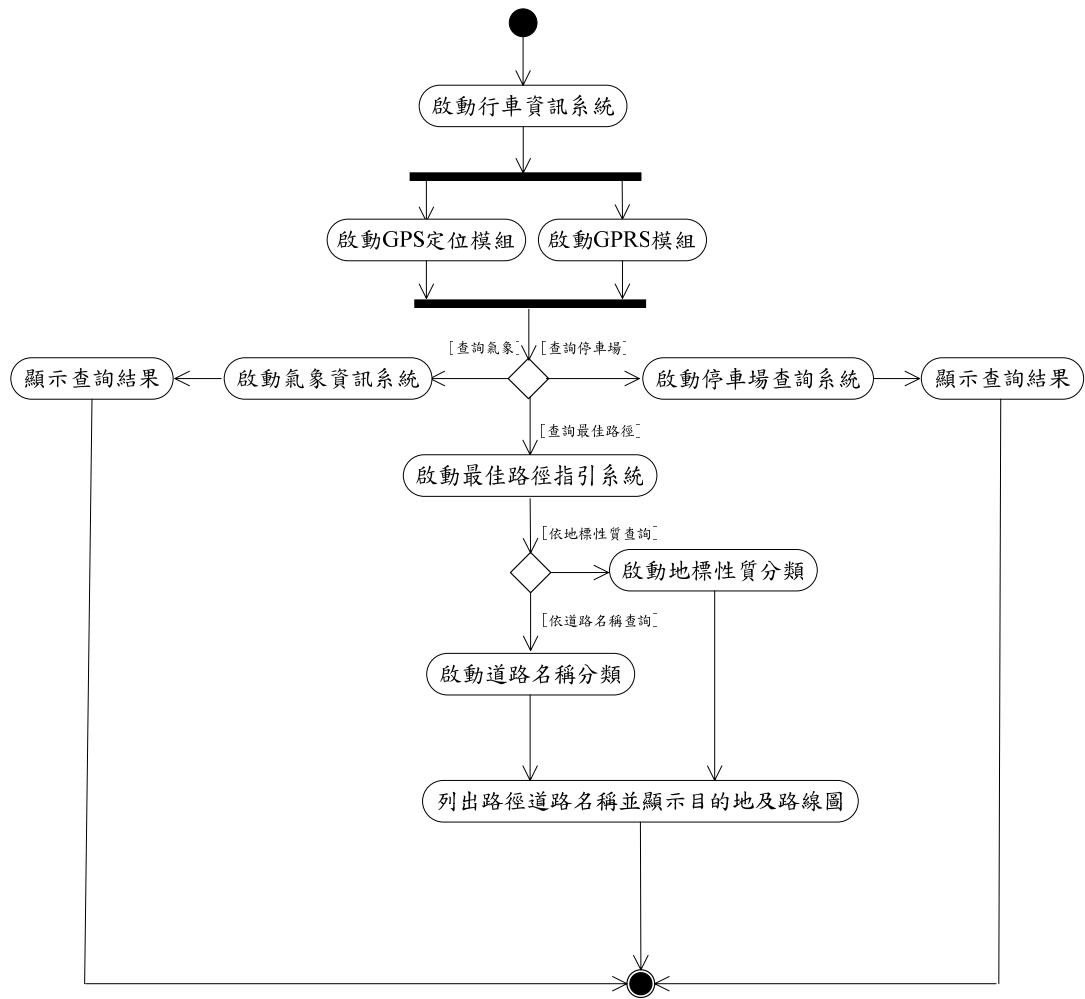 啟動行車資訊系統
啟動GPS定位模組
啟動GPRS模組
[查詢氣象]
[查詢停車場]
顯示查詢結果
啟動氣象資訊系統
啟動停車場查詢系統
顯示查詢結果
[查詢最佳路徑]
啟動最佳路徑指引系統
[依地標性質查詢]
啟動地標性質分類
[依道路名稱查詢]
啟動道路名稱分類
列出路徑道路名稱並顯示目的地及路線圖